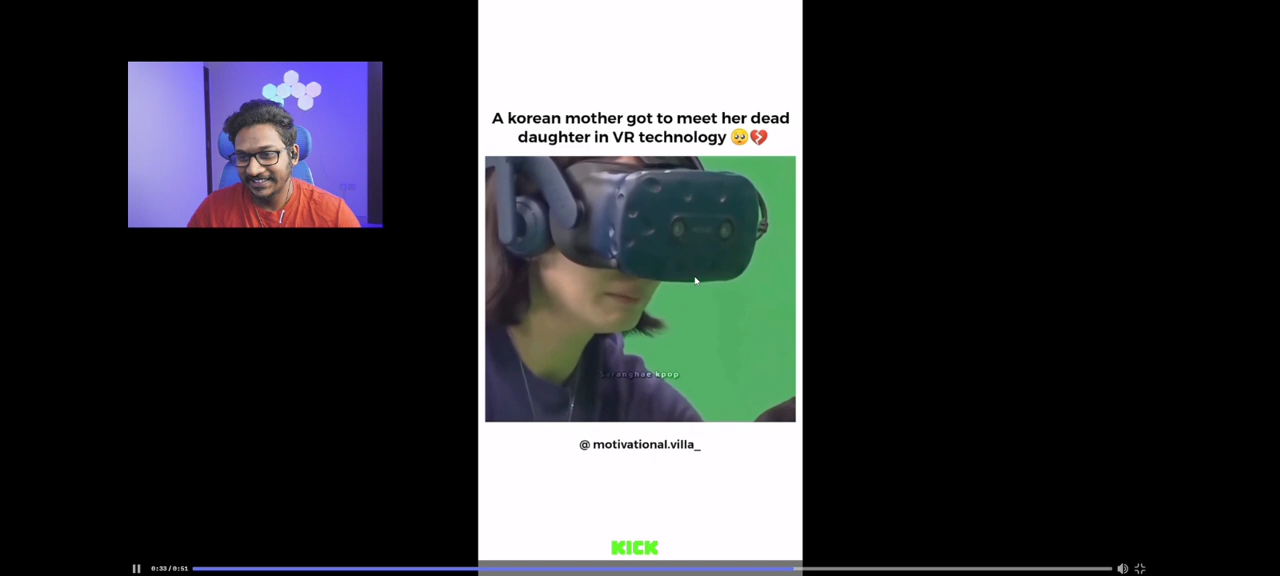 A korean mother got to meet her dead
daughter in VR technology 🥺💔
Saranghae kpop
@ motivational.villa_
KICK
0:33 / 0:51